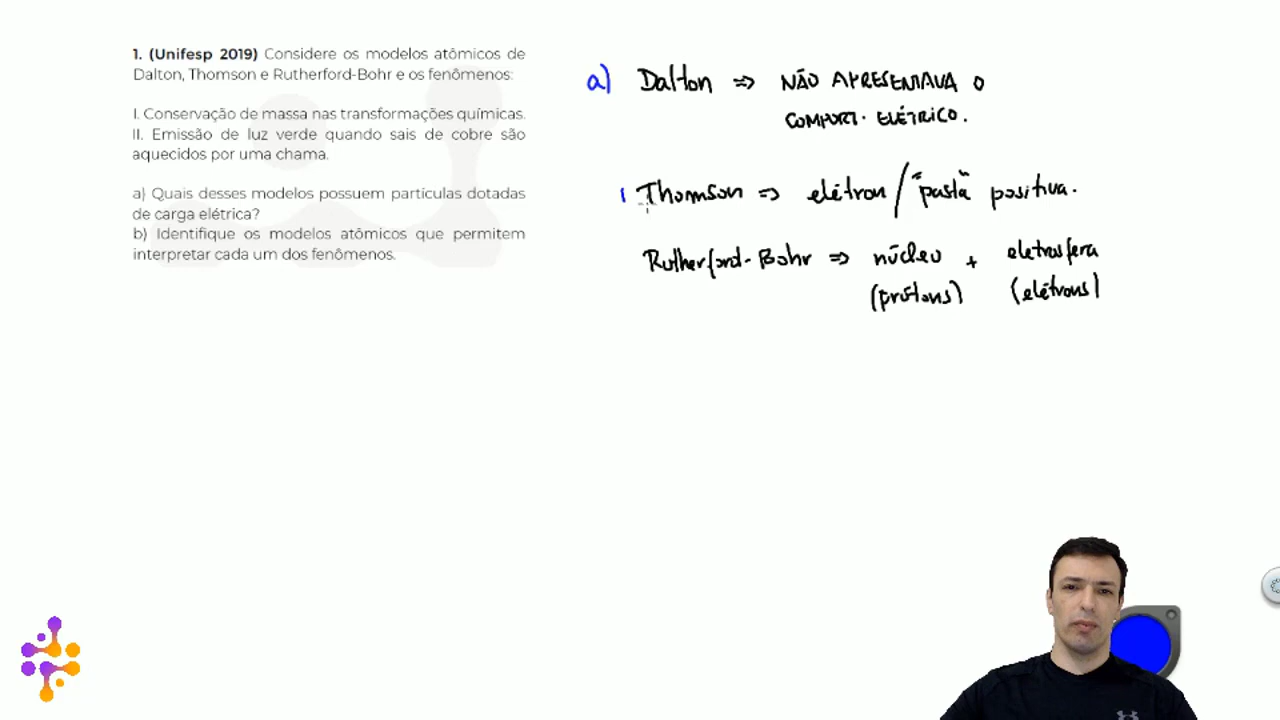 1. (Unifesp 2019) Considere os modelos atômicos de
Dalton, Thomson e Rutherford-Bohr e os fenômenos:
I. Conservação de massa nas transformações químicas.
II. Emissão de luz verde quando sais de cobre são
aquecidos por uma chama.
a) Quais desses modelos possuem partículas dotadas
de carga elétrica?
b) Identifique os modelos atômicos que permitem
interpretar cada um dos fenômenos.
a) Dalton ⇒ NÃO APRESENTAVA O
COMPORT. ELÉTRICO.
Thomson ⇒ elétron / "pasta" positiva.
Rutherford-Bohr ⇒ núcleo + eletrosfera
(prótons) (elétrons)